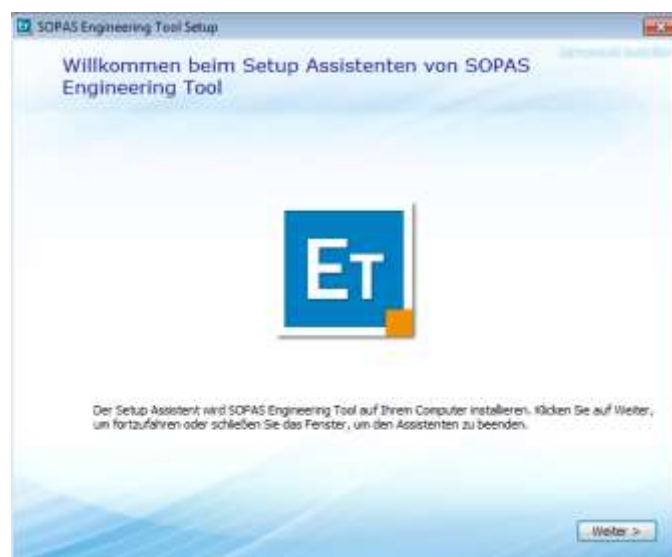 SOPAS Engineering Tool Setup
Willkommen beim Setup Assistenten von SOPAS
Engineering Tool
ET
Der Setup Assistent wird SOPAS Engineering Tool auf Ihrem Computer installieren. Klicken Sie auf Weiter,
um fortzufahren oder schließen Sie das Fenster, um den Assistenten zu beenden.
Weiter >